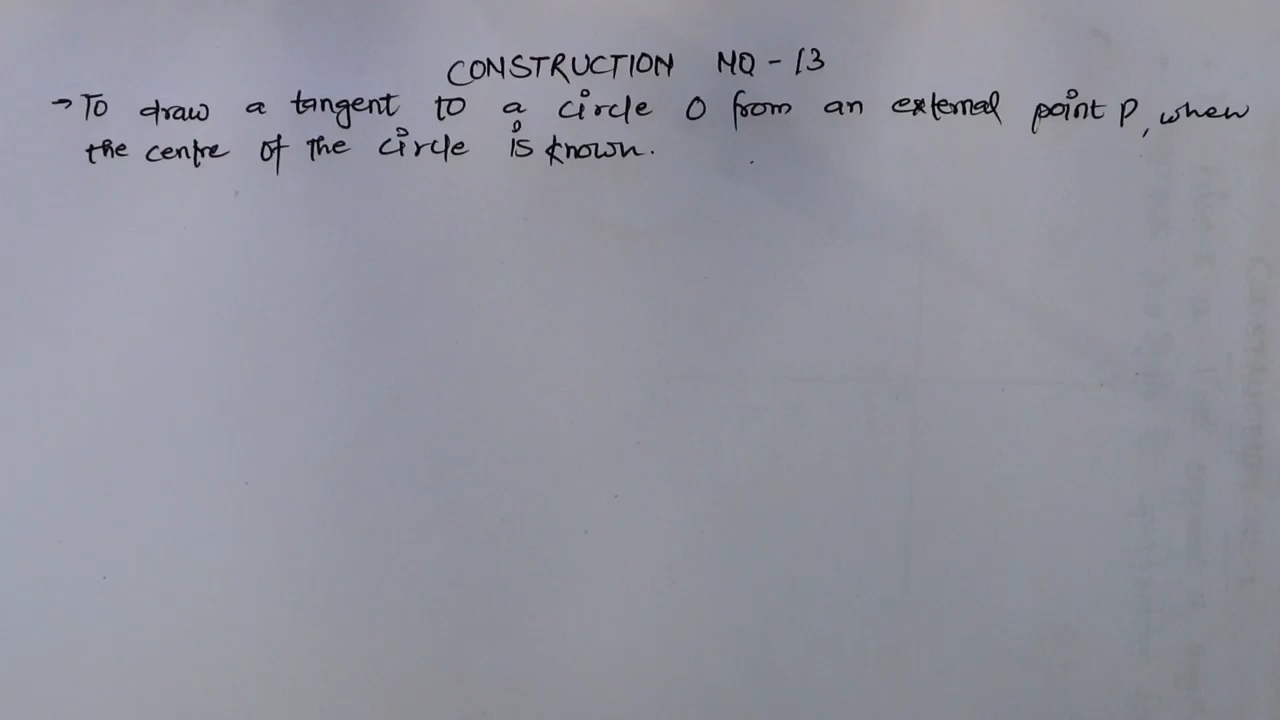 CONSTRUCTION NO - 13
→ To draw a tangent to a circle O from an external point P, when
the centre of the circle is known.